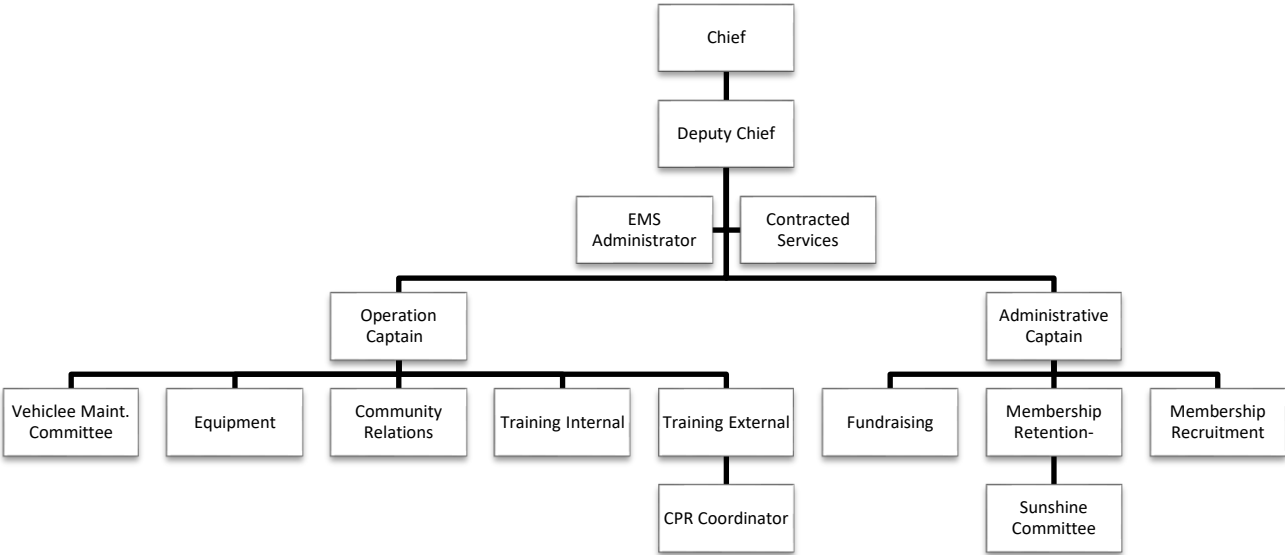 Chief
Deputy Chief
EMS
Administrator
Contracted
Services
Operation
Captain
Administrative
Captain
Vehiclee Maint.
Committee
Equipment
Community
Relations
Training Internal
Training External
Fundraising
Membership
Retention-
Membership
Recruitment
CPR Coordinator
Sunshine
Committee